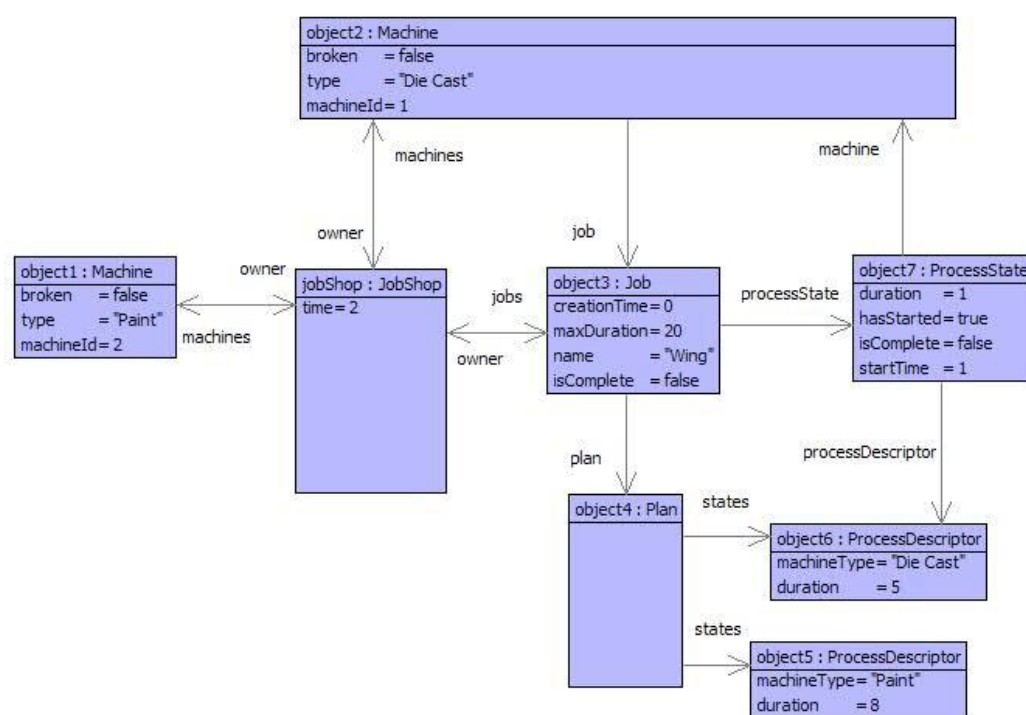 object2 : Machine
broken = false
type = "Die Cast"
machineId = 1
machines
machine
owner
job
object1 : Machine
broken = false
type = "Paint"
machineId = 2
owner
machines
jobShop : JobShop
time = 2
jobs
owner
object3 : Job
creationTime = 0
maxDuration = 20
name = "Wing"
isComplete = false
processState
object7 : ProcessState
duration = 1
hasStarted = true
isComplete = false
startTime = 1
plan
processDescriptor
object4 : Plan
states
object6 : ProcessDescriptor
machineType = "Die Cast"
duration = 5
states
object5 : ProcessDescriptor
machineType = "Paint"
duration = 8